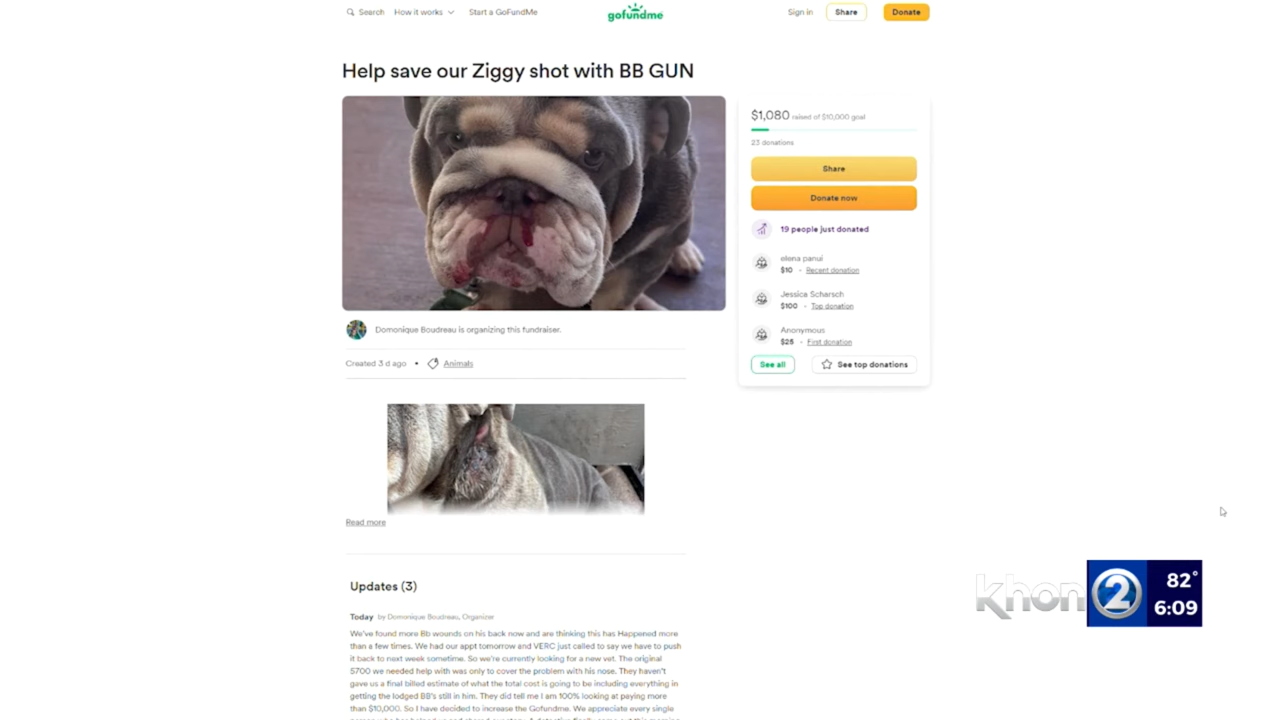 Search How it works Start a GoFundMe gofundme Sign in Share Donate
Help save our Ziggy shot with BB GUN
$1,080 raised of $10,000 goal
23 donations
Share
Donate now
19 people just donated
elena panui
$10 • Recent donation
Jessica Scharsch
$100 • Top donation
Anonymous
$25 • First donation
See all See top donations
Domonique Boudreau is organizing this fundraiser.
Created 3 d ago • Animals
Read more
Updates (3)
Today by Domonique Boudreau, Organizer
We've found more Bb wounds on his back now and are thinking this has Happened more
than a few times. We had our appt tomorrow and VERC just called to say we have to push
it back to next week sometime. So we're currently looking for a new vet. The original
$700 we needed help with was only to cover the problem with his nose. They haven't
gave us a final billed estimate of what the total cost is going to be including everything in
getting the lodged BB's still in him. They did tell me I am 100% looking at paying more
than $10,000. So I have decided to increase the Gofundme. We appreciate every single
khon 2 82°
6:09